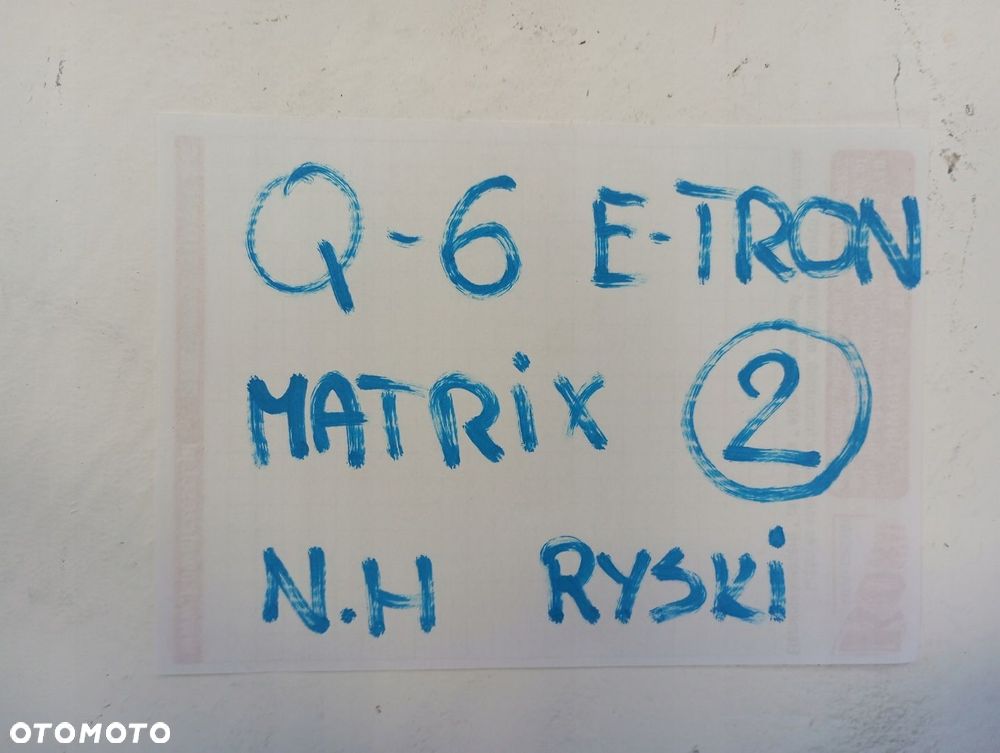 Q-6 E-TRON
MATRiX 2
N.H RYSKi
OTOMOTO